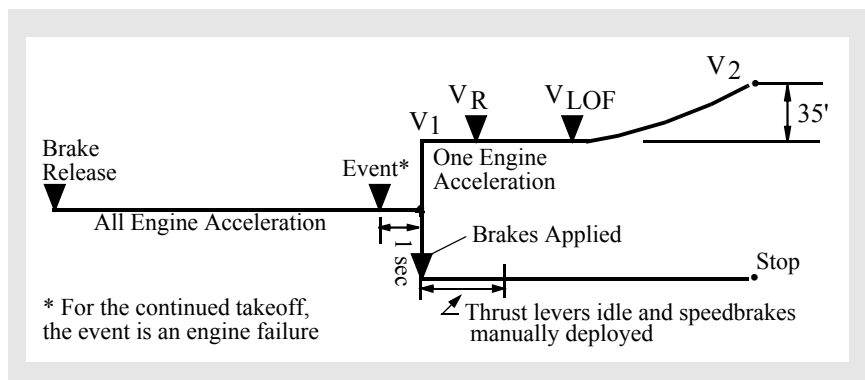 V2
VR
VLOF
35'
V1
Brake
Release
Event*
One Engine
Acceleration
All Engine Acceleration
1 sec
Brakes Applied
Stop
* For the continued takeoff,
the event is an engine failure
Thrust levers idle and speedbrakes
manually deployed